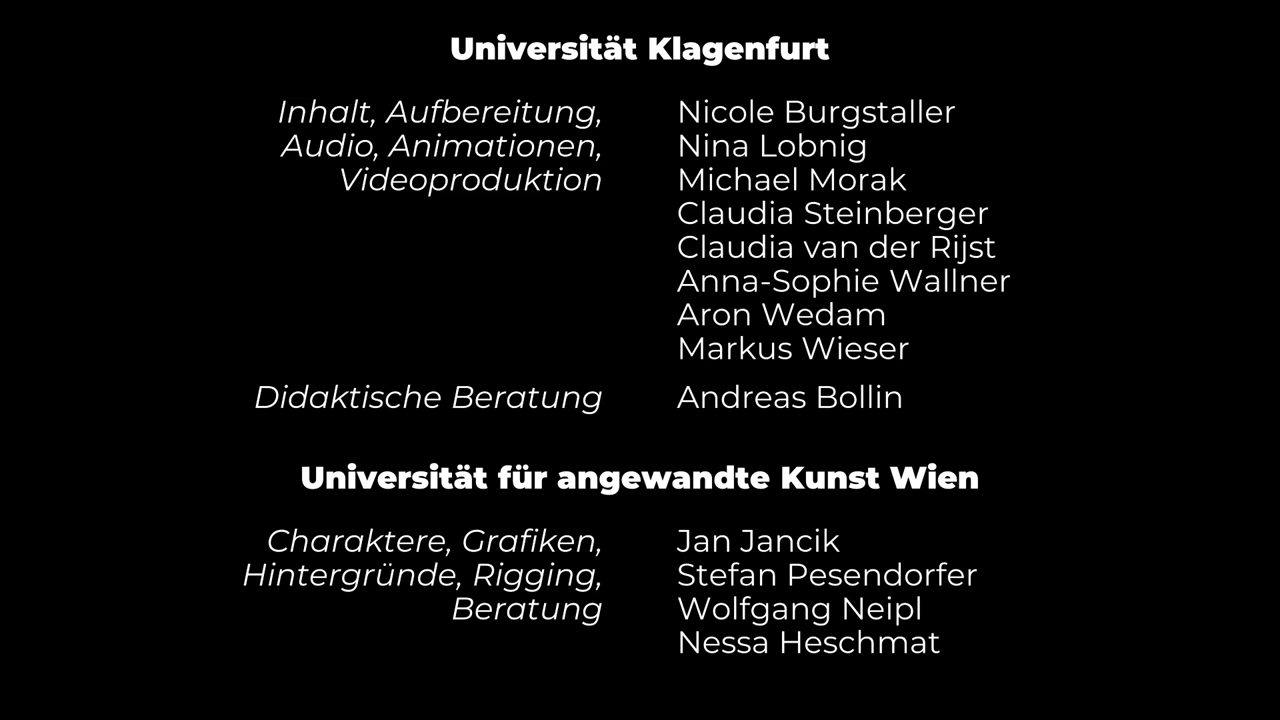 Universität Klagenfurt
Inhalt, Aufbereitung, Nicole Burgstaller
Audio, Animationen, Nina Lobnig
Videoproduktion Michael Morak
Claudia Steinberger
Claudia van der Rijst
Anna-Sophie Wallner
Aron Wedam
Markus Wieser
Didaktische Beratung Andreas Bollin
Universität für angewandte Kunst Wien
Charaktere, Grafiken, Jan Jancik
Hintergründe, Rigging, Stefan Pesendorfer
Beratung Wolfgang Neipl
Nessa Heschmat